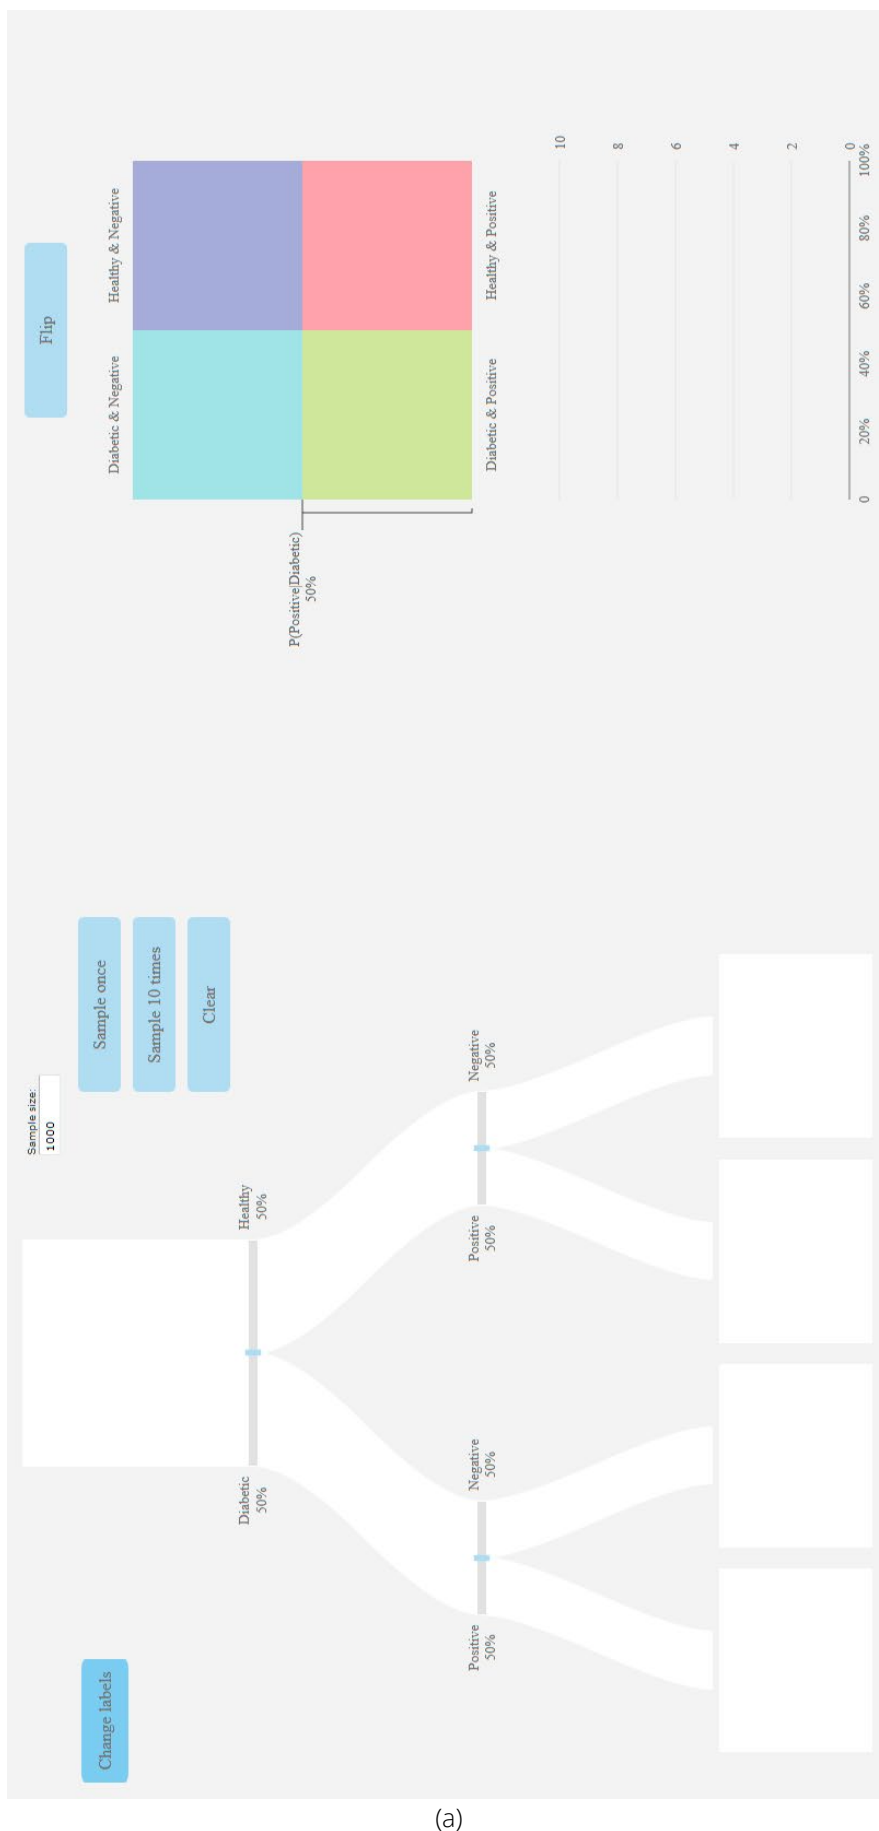 Change labels
Sample size:
1000
Sample once
Sample 10 times
Clear
Diabetic
50%
Healthy
50%
Positive
50%
Negative
50%
Positive
50%
Negative
50%
Flip
Diabetic & Negative
Healthy & Negative
P(Positive|Diabetic)
50%
Diabetic & Positive
Healthy & Positive
10
8
6
4
2
0
0
20%
40%
60%
80%
100%
(a)